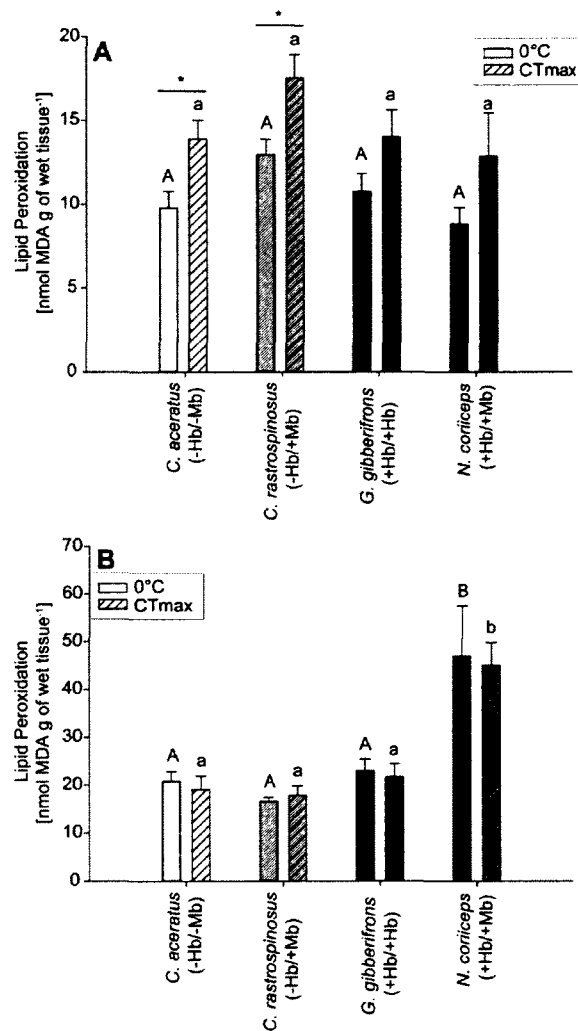 A
0°C
CTmax
Lipid Peroxidation
[nmol MDA g of wet tissue⁻¹]
20
15
10
5
0
* *
A a A a A a A a
C. aceratus
(-Hb/-Mb)
C. rastrospinosus
(-Hb/+Mb)
G. gibberifrons
(+Hb/+Hb)
N. coriiceps
(+Hb/+Mb)
B
0°C
CTmax
Lipid Peroxidation
[nmol MDA g of wet tissue⁻¹]
70
60
50
40
30
20
10
0
A a A a A a B b
C. aceratus
(-Hb/-Mb)
C. rastrospinosus
(-Hb/+Mb)
G. gibberifrons
(+Hb/+Hb)
N. coriiceps
(+Hb/+Mb)